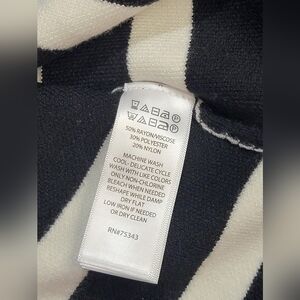 50% RAYON/VISCOSE
30% POLYESTER
20% NYLON
MACHINE WASH
COOL- DELICATE CYCLE
WASH WITH LIKE COLORS
ONLY NON-CHLORINE
BLEACH WHEN NEEDED
RESHAPE WHILE DAMP
DRY FLAT
LOW IRON IF NEEDED
OR DRY CLEAN
RN#75343